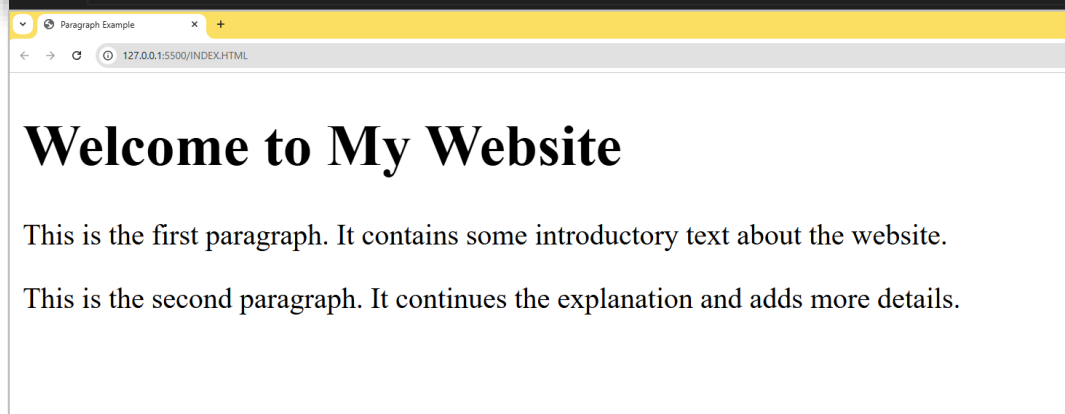 Paragraph Example
127.0.0.1:5500/INDEX.HTML
Welcome to My Website
This is the first paragraph. It contains some introductory text about the website.
This is the second paragraph. It continues the explanation and adds more details.